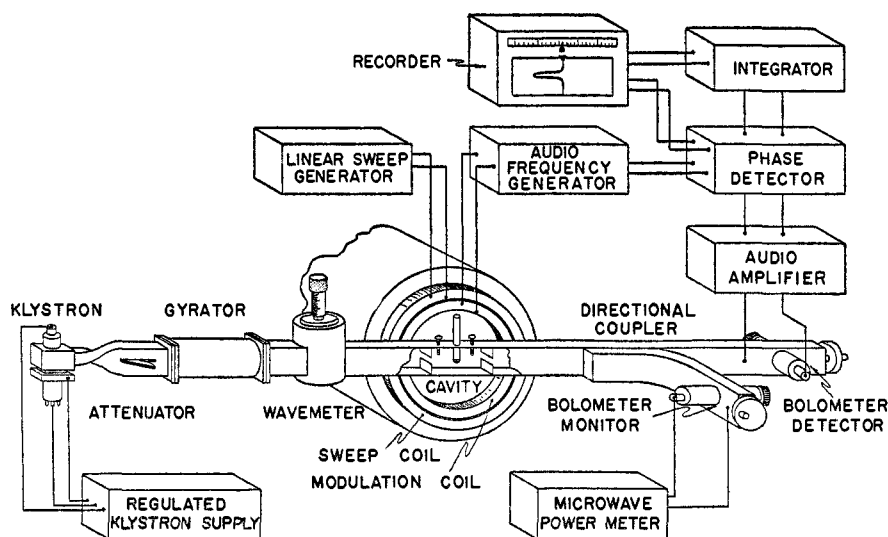 RECORDER
INTEGRATOR
LINEAR SWEEP
GENERATOR
AUDIO
FREQUENCY
GENERATOR
PHASE
DETECTOR
AUDIO
AMPLIFIER
KLYSTRON
GYRATOR
DIRECTIONAL
COUPLER
CAVITY
ATTENUATOR
WAVEMETER
BOLOMETER
MONITOR
BOLOMETER
DETECTOR
SWEEP COIL
MODULATION COIL
REGULATED
KLYSTRON SUPPLY
MICROWAVE
POWER METER